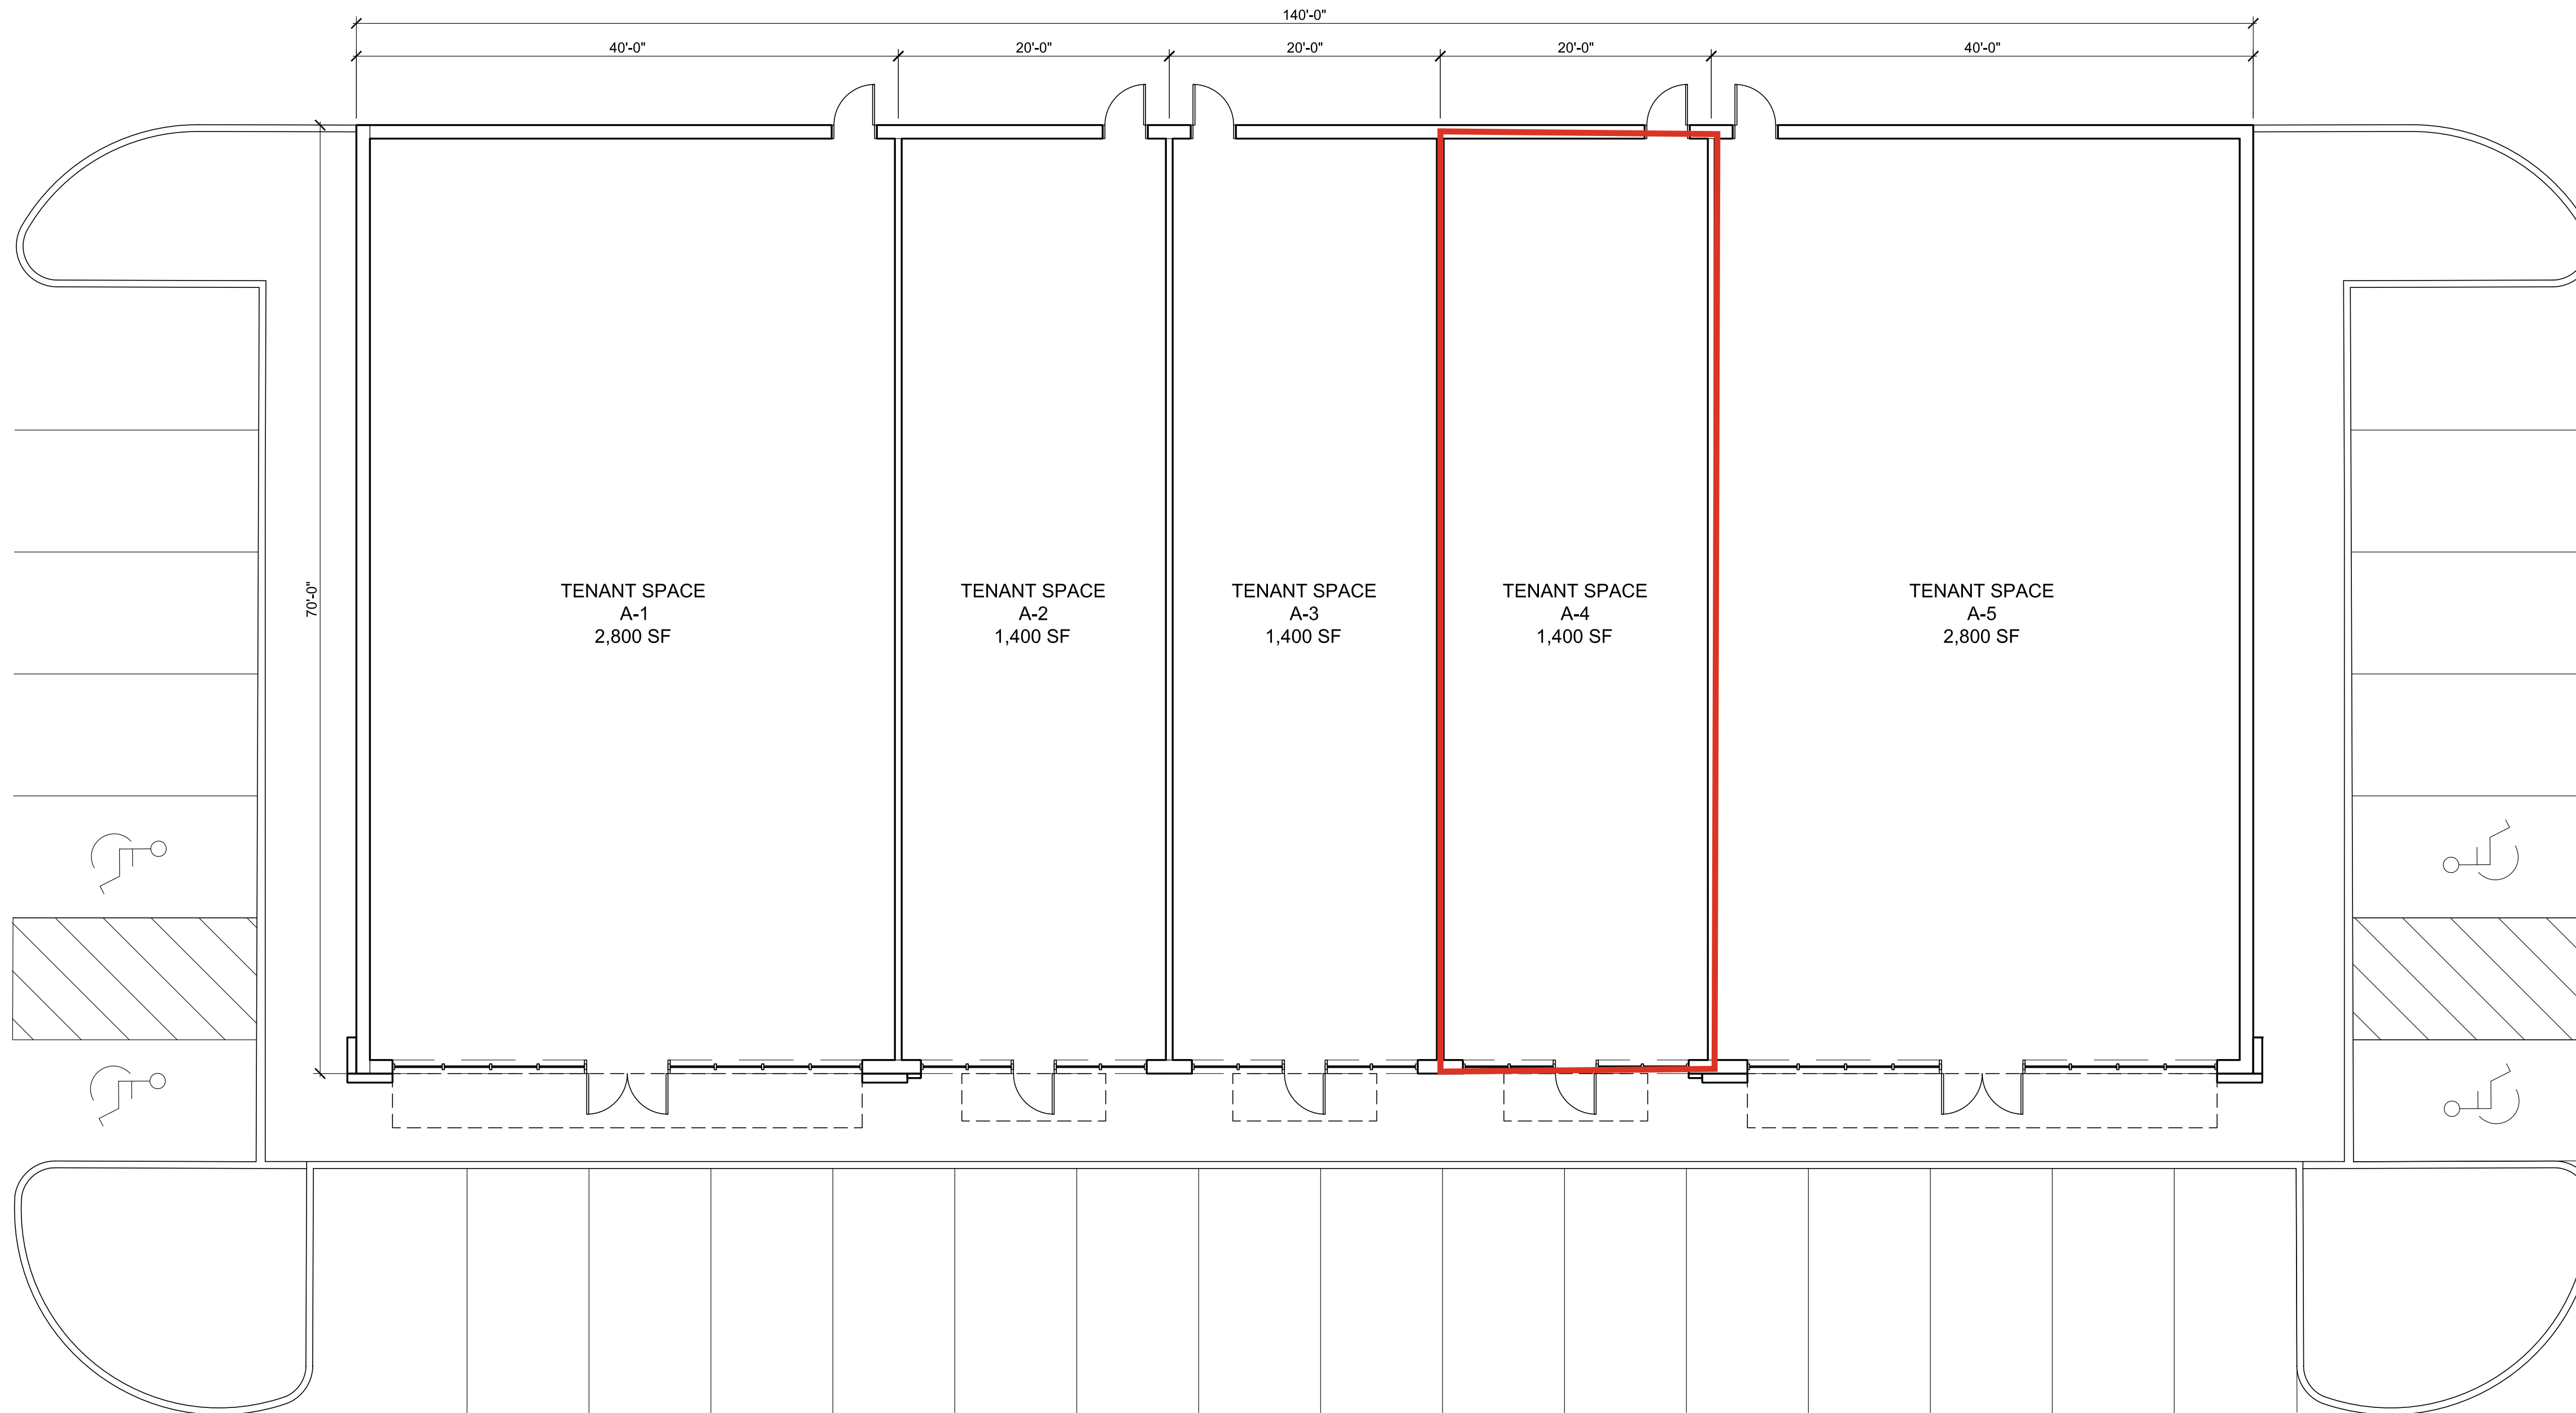 140'-0"
40'-0"
20'-0"
20'-0"
20'-0"
40'-0"
70'-0"
TENANT SPACE
A-1
2,800 SF
TENANT SPACE
A-2
1,400 SF
TENANT SPACE
A-3
1,400 SF
TENANT SPACE
A-4
1,400 SF
TENANT SPACE
A-5
2,800 SF